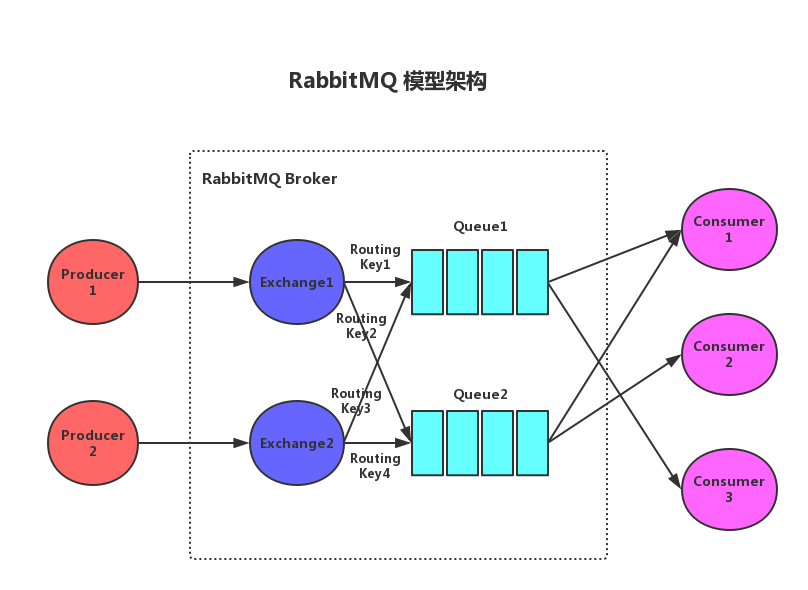 RabbitMQ 模型架构
RabbitMQ Broker
Producer
1
Exchange1
Routing
Key1
Queue1
Consumer
1
Routing
Key2
Consumer
2
Producer
2
Exchange2
Routing
Key3
Queue2
Routing
Key4
Consumer
3